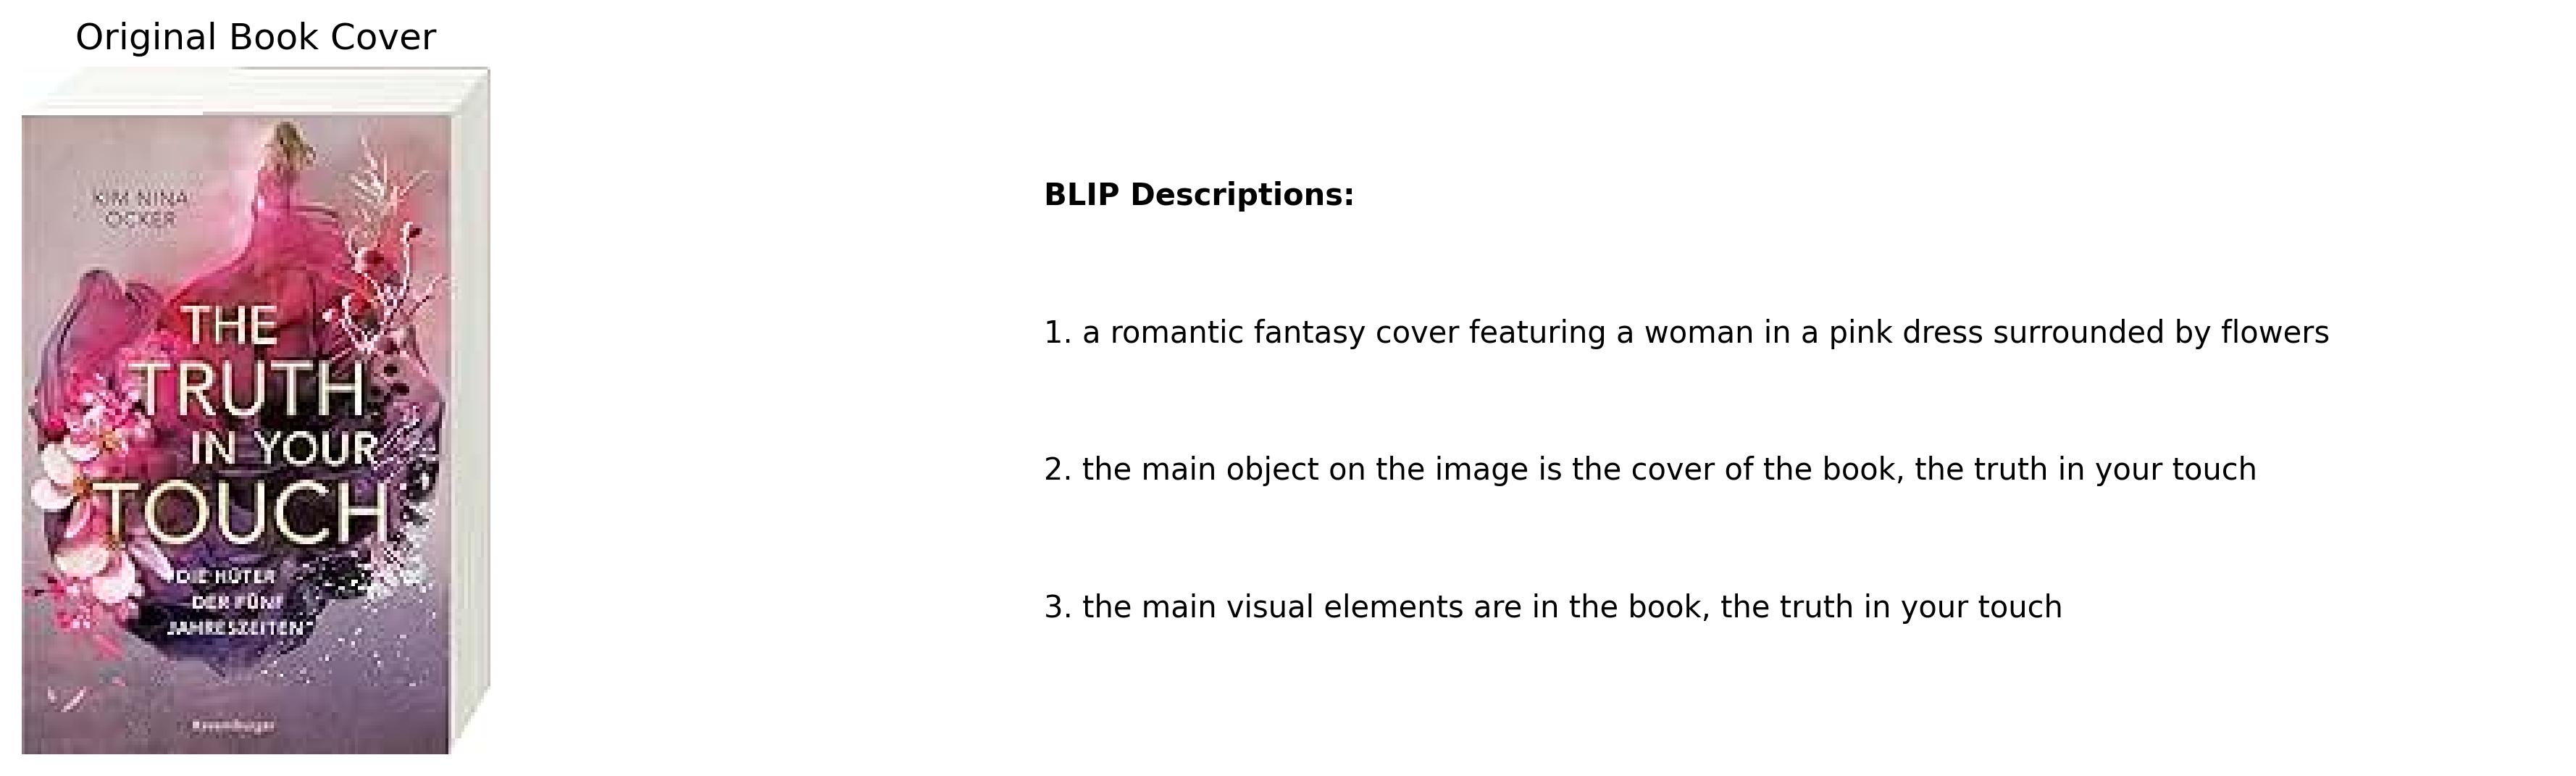 Original Book Cover
KIM NINA
OCKER
THE
TRUTH
IN YOUR
TOUCH
DIE HÜTER
DER FÜNF
JAHRESZEITEN
Ravensburger
BLIP Descriptions:
1. a romantic fantasy cover featuring a woman in a pink dress surrounded by flowers
2. the main object on the image is the cover of the book, the truth in your touch
3. the main visual elements are in the book, the truth in your touch